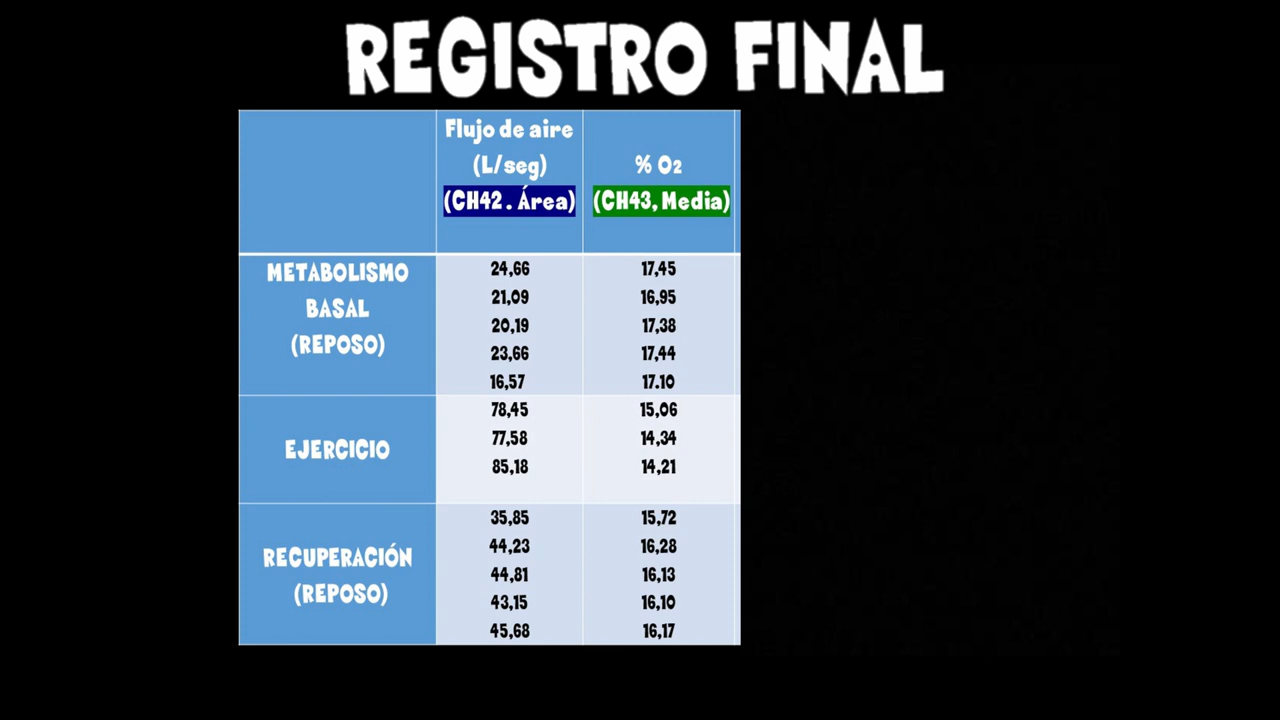 REGISTRO FINAL
Flujo de aire
(L/seg)
(CH42 . Área)
% O₂
(CH43, Media)
METABOLISMO
BASAL
(REPOSO)
24,66 17,45
21,09 16,95
20,19 17,38
23,66 17,44
16,57 17.10
EJERCICIO
78,45 15,06
77,58 14,34
85,18 14,21
RECUPERACIÓN
(REPOSO)
35,85 15,72
44,23 16,28
44,81 16,13
43,15 16,10
45,68 16,17